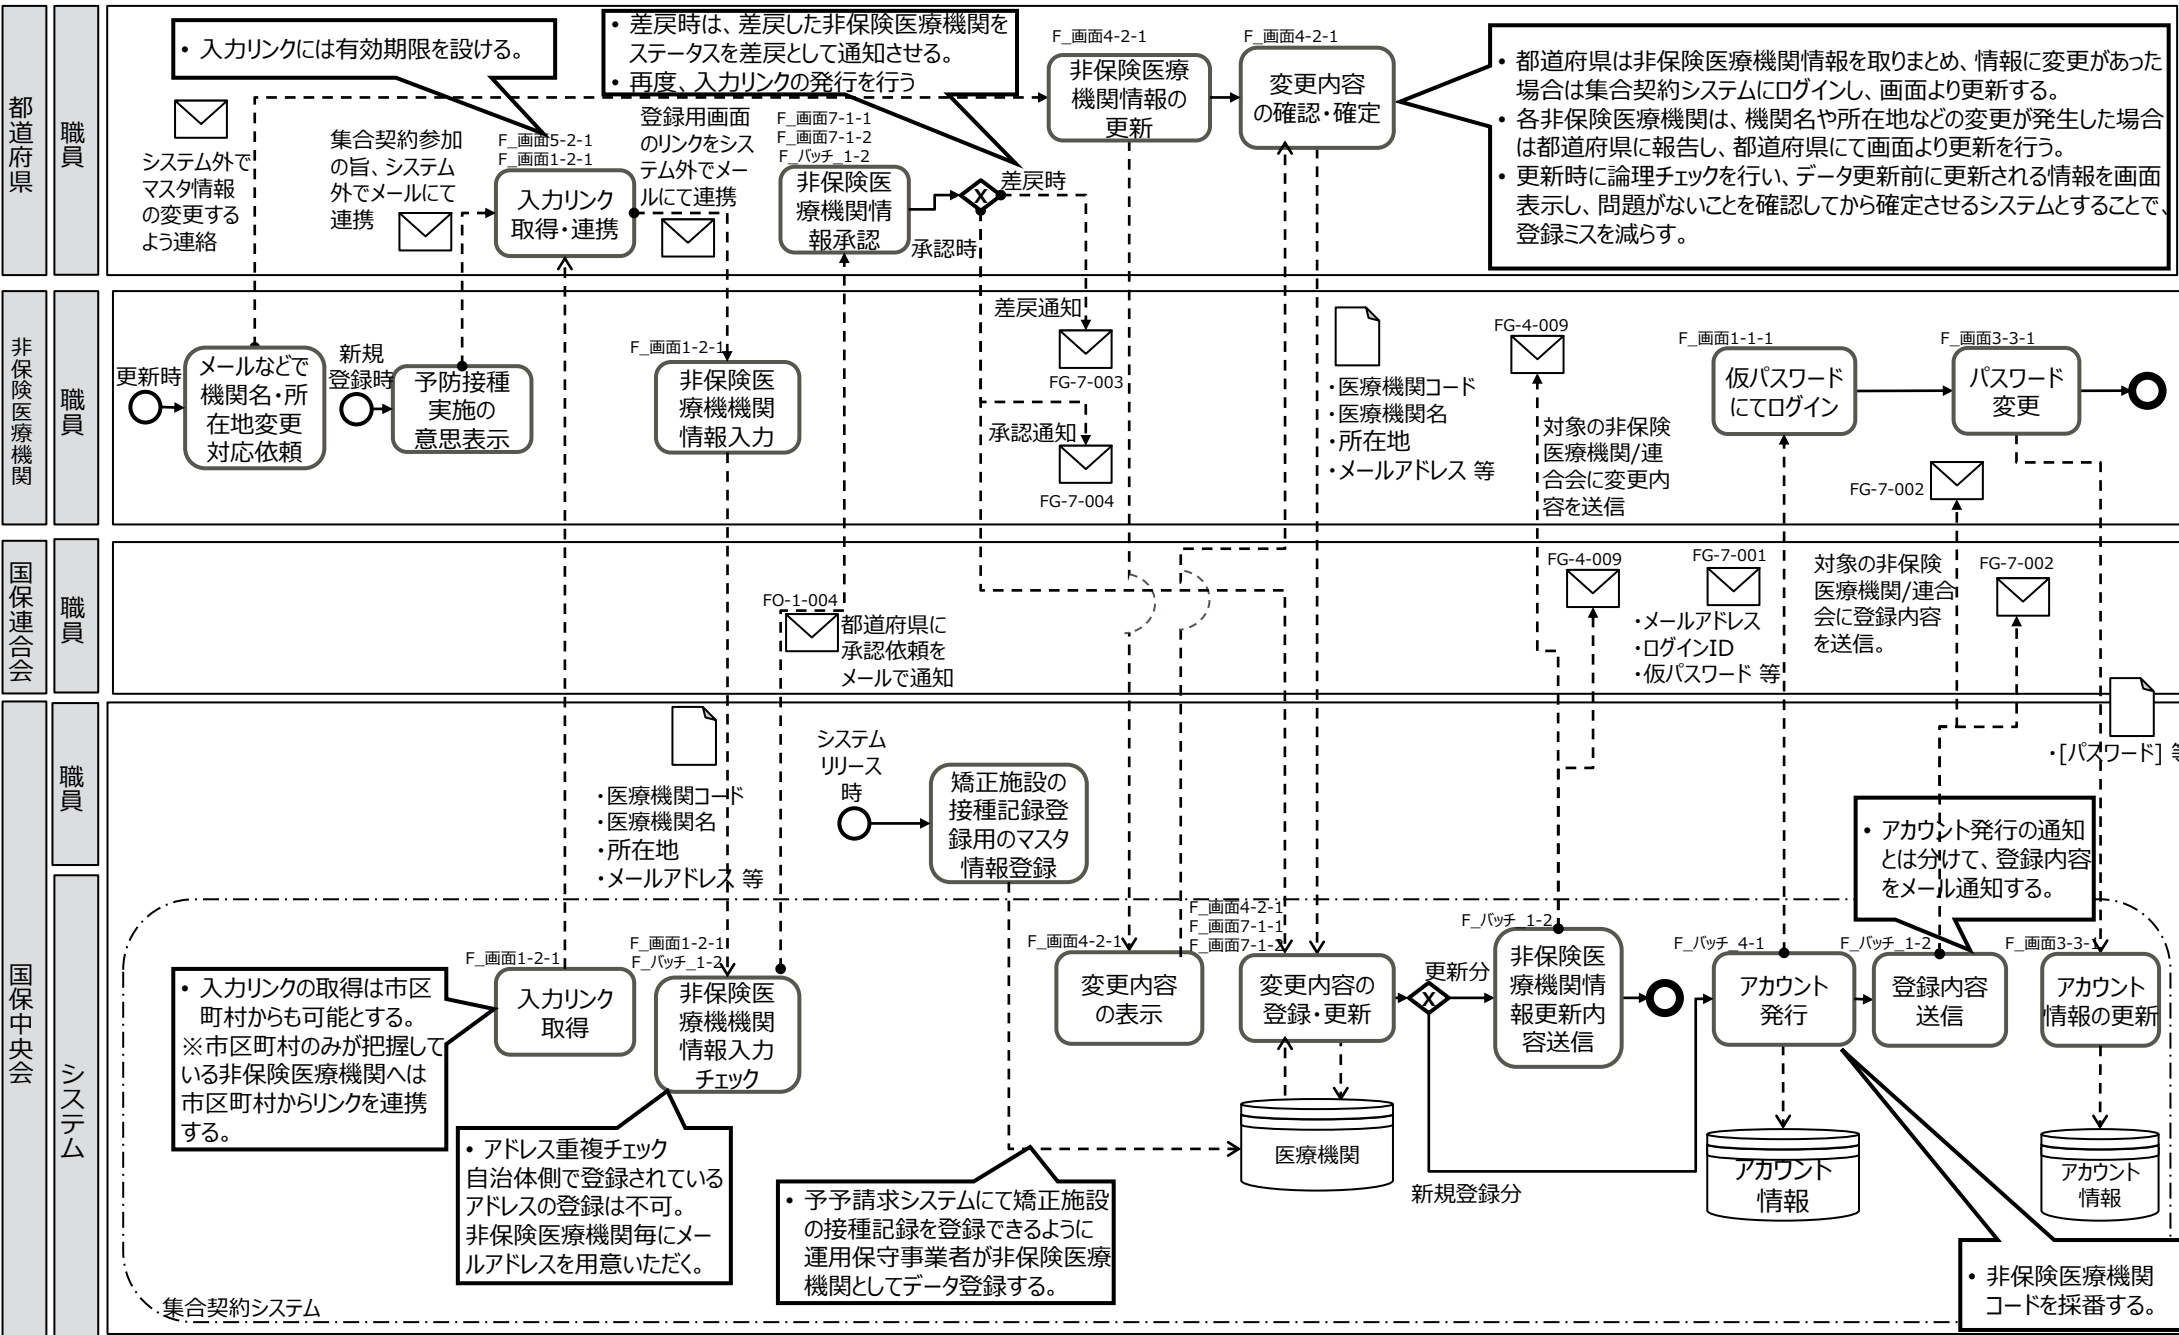 都道府県
職員
・ 入力リンクには有効期限を設ける。
・ 差戻時は、差戻した非保険医療機関を
ステータスを差戻として通知させる。
・ 再度、入力リンクの発行を行う
F_画面4-2-1
非保険医療
機関情報の
更新
F_画面4-2-1
変更内容
の確認・確定
・ 都道府県は非保険医療機関情報を取りまとめ、情報に変更があった
場合は集合契約システムにログインし、画面より更新する。
・ 各非保険医療機関は、機関名や所在地などの変更が発生した場合
は都道府県に報告し、都道府県にて画面より更新を行う。
・ 更新時に論理チェックを行い、データ更新前に更新される情報を画面
表示し、問題がないことを確認してから確定させるシステムとすることで、
登録ミスを減らす。
システム外で
マスタ情報
の変更する
よう連絡
集合契約参加
の旨、システム
外でメールにて
連携
F_画面5-2-1
F_画面1-2-1
入力リンク
取得・連携
登録用画面
のリンクをシス
テム外でメー
ルにて連携
F_画面7-1-1
F_画面7-1-2
F_バッチ_1-2
非保険医
療機関情
報承認
X
差戻時
承認時
非保険医療機関
職員
更新時
メールなどで
機関名・所
在地変更
対応依頼
新規
登録時
予防接種
実施の
意思表示
F_画面1-2-1
非保険医
療機機関
情報入力
差戻通知
FG-7-003
承認通知
FG-7-004
・医療機関コード
・医療機関名
・所在地
・メールアドレス 等
FG-4-009
対象の非保険
医療機関/連
合会に変更内
容を送信
F_画面1-1-1
仮パスワード
にてログイン
F_画面3-3-1
パスワード
変更
FG-7-002
国保連合会
職員
FO-1-004
都道府県に
承認依頼を
メールで通知
FG-4-009
FG-7-001
・メールアドレス
・ログインID
・仮パスワード 等
対象の非保険
医療機関/連合
会に登録内容
を送信。
FG-7-002
国保中央会
職員
・医療機関コード
・医療機関名
・所在地
・メールアドレス 等
システム
リリース
時
矯正施設の
接種記録登
録用のマスタ
情報登録
・[パスワード] 等
・ アカウント発行の通知
とは分けて、登録内容
をメール通知する。
システム
・ 入力リンクの取得は市区
町村からも可能とする。
※市区町村のみが把握して
いる非保険医療機関へは
市区町村からリンクを連携
する。
F_画面1-2-1
入力リンク
取得
F_画面1-2-1
F_バッチ_1-2
非保険医
療機機関
情報入力
チェック
・ アドレス重複チェック
自治体側で登録されている
アドレスの登録は不可。
非保険医療機関毎にメー
ルアドレスを用意いただく。
F_画面4-2-1
変更内容
の表示
F_画面4-2-1
F_画面7-1-1
F_画面7-1-2
変更内容の
登録・更新
更新分
X
F_バッチ_1-2
非保険医
療機関情
報更新内
容送信
F_バッチ_4-1
アカウント
発行
F_バッチ_1-2
登録内容
送信
F_画面3-3-1
アカウント
情報の更新
医療機関
新規登録分
アカウント
情報
アカウント
情報
・ 予予請求システムにて矯正施設
の接種記録を登録できるように
運用保守事業者が非保険医療
機関としてデータ登録する。
・ 非保険医療機関
コードを採番する。
集合契約システム